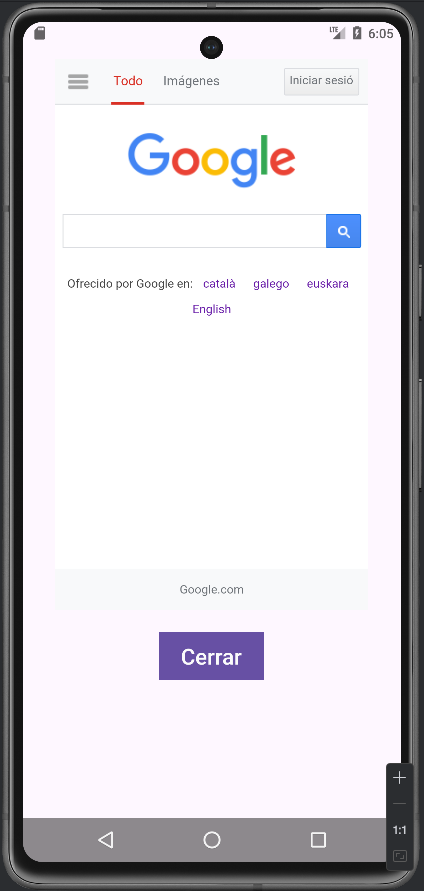 LTE 6:05
Todo Imágenes Iniciar sesió
Google
Ofrecido por Google en: català galego euskara
English
Google.com
Cerrar
1:1